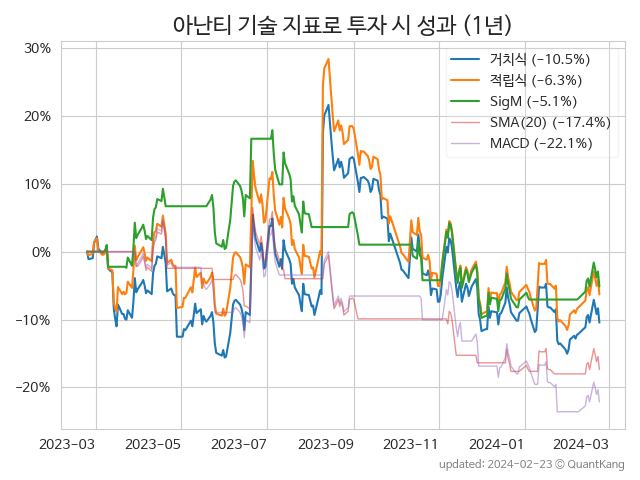 아난티 기술 지표로 투자 시 성과 (1년)
30%
20%
10%
0%
−10%
−20%
거치식 (−10.5%)
적립식 (−6.3%)
SigM (−5.1%)
SMA(20) (−17.4%)
MACD (−22.1%)
2023-03 2023-05 2023-07 2023-09 2023-11 2024-01 2024-03
updated: 2024-02-23 ⓒ QuantKang